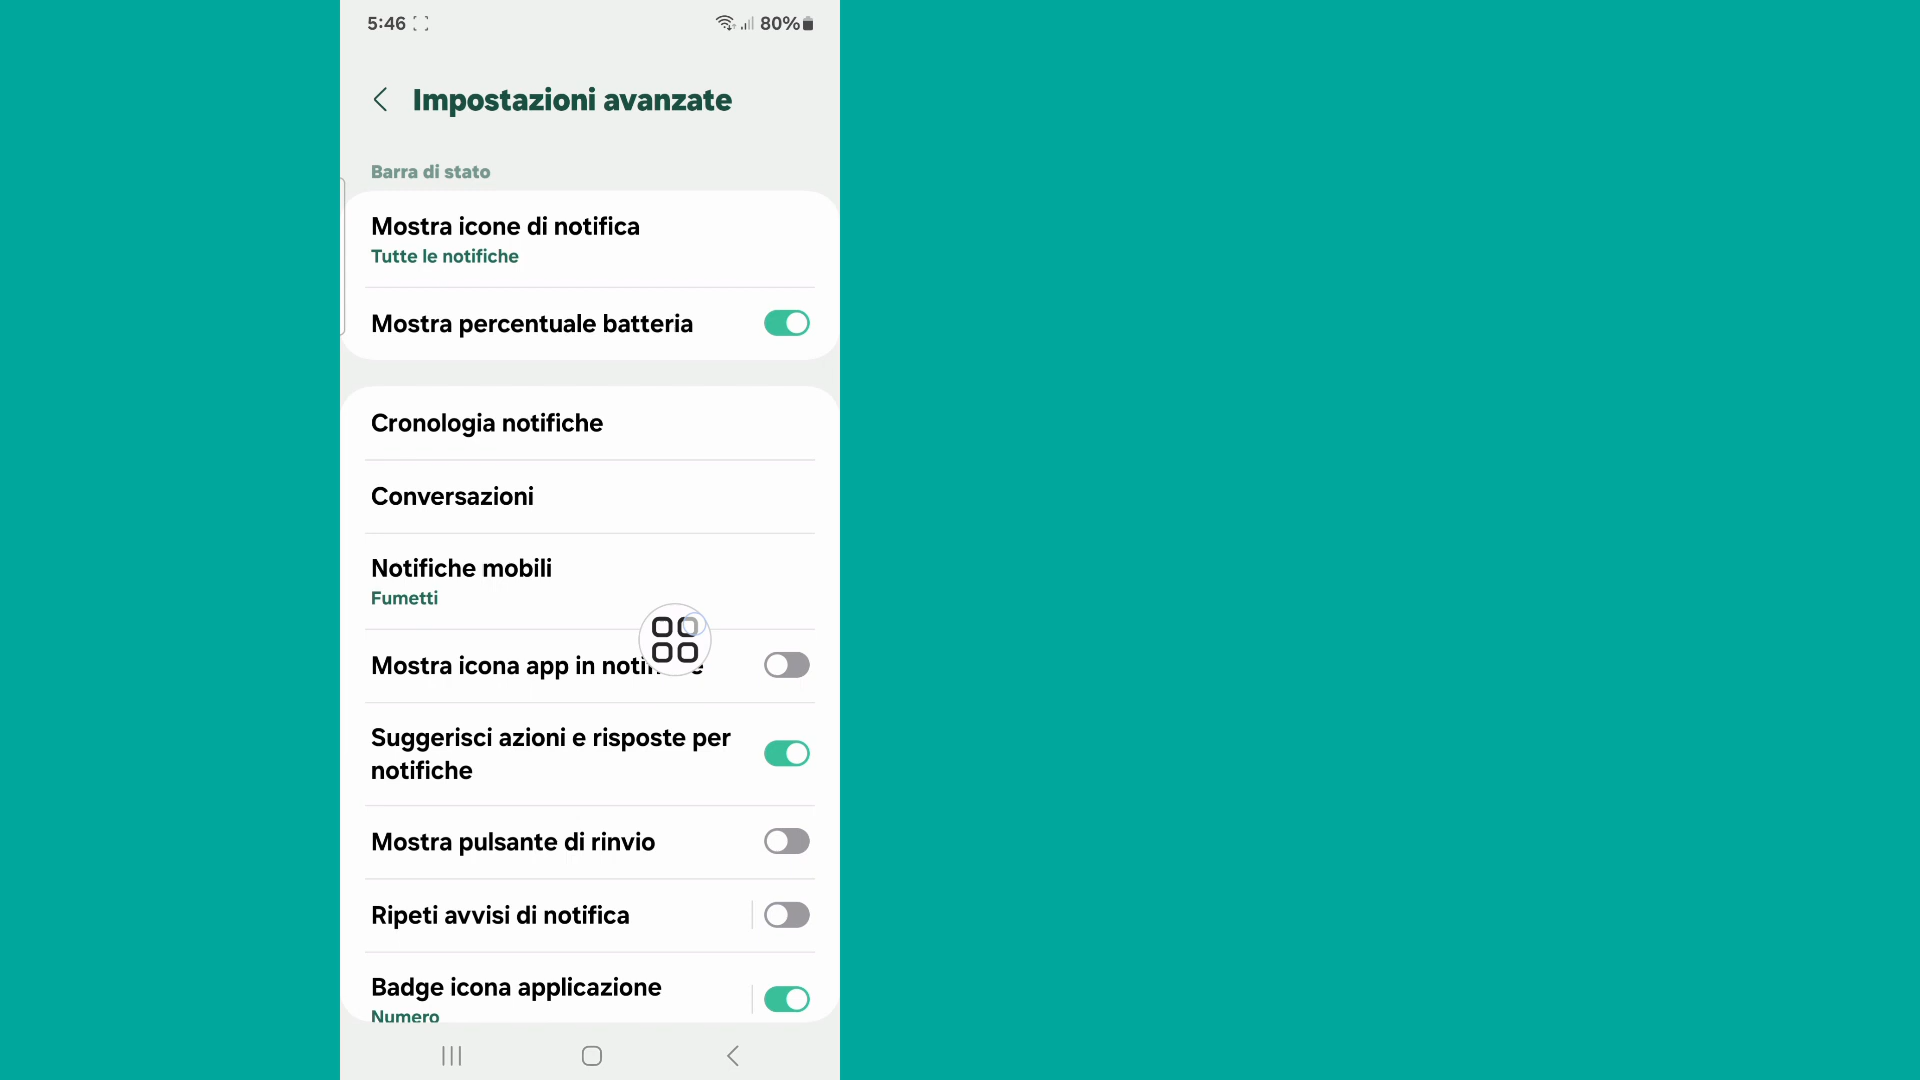 5:46 80%
Impostazioni avanzate
Barra di stato
Mostra icone di notifica
Tutte le notifiche
Mostra percentuale batteria
Cronologia notifiche
Conversazioni
Notifiche mobili
Fumetti
Mostra icona app in
Suggerisci azioni e risposte per
notifiche
Mostra pulsante di rinvio
Ripeti avvisi di notifica
Badge icona applicazione
Numero